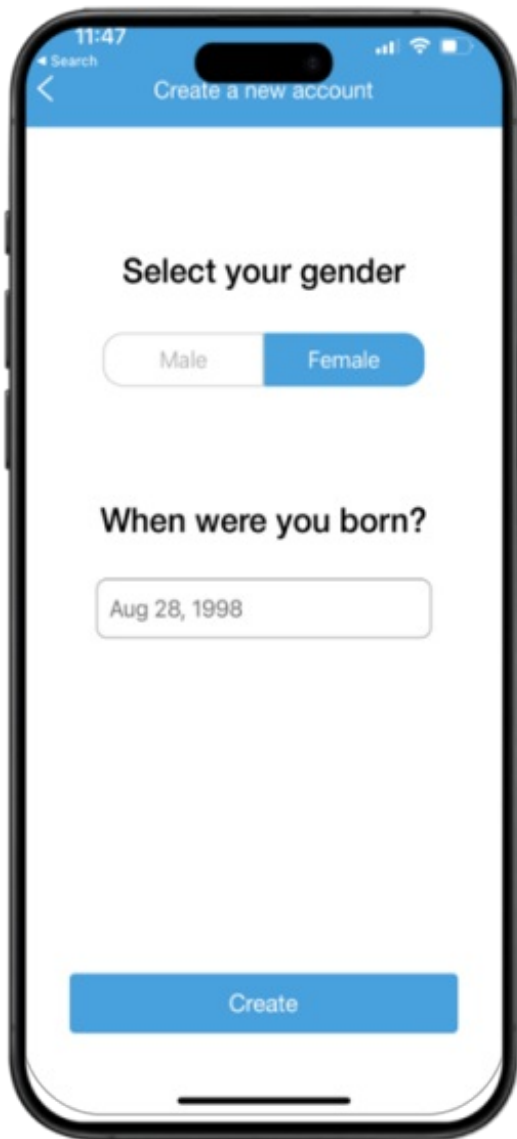 11:47
◀ Search
Create a new account
Select your gender
Male Female
When were you born?
Aug 28, 1998
Create